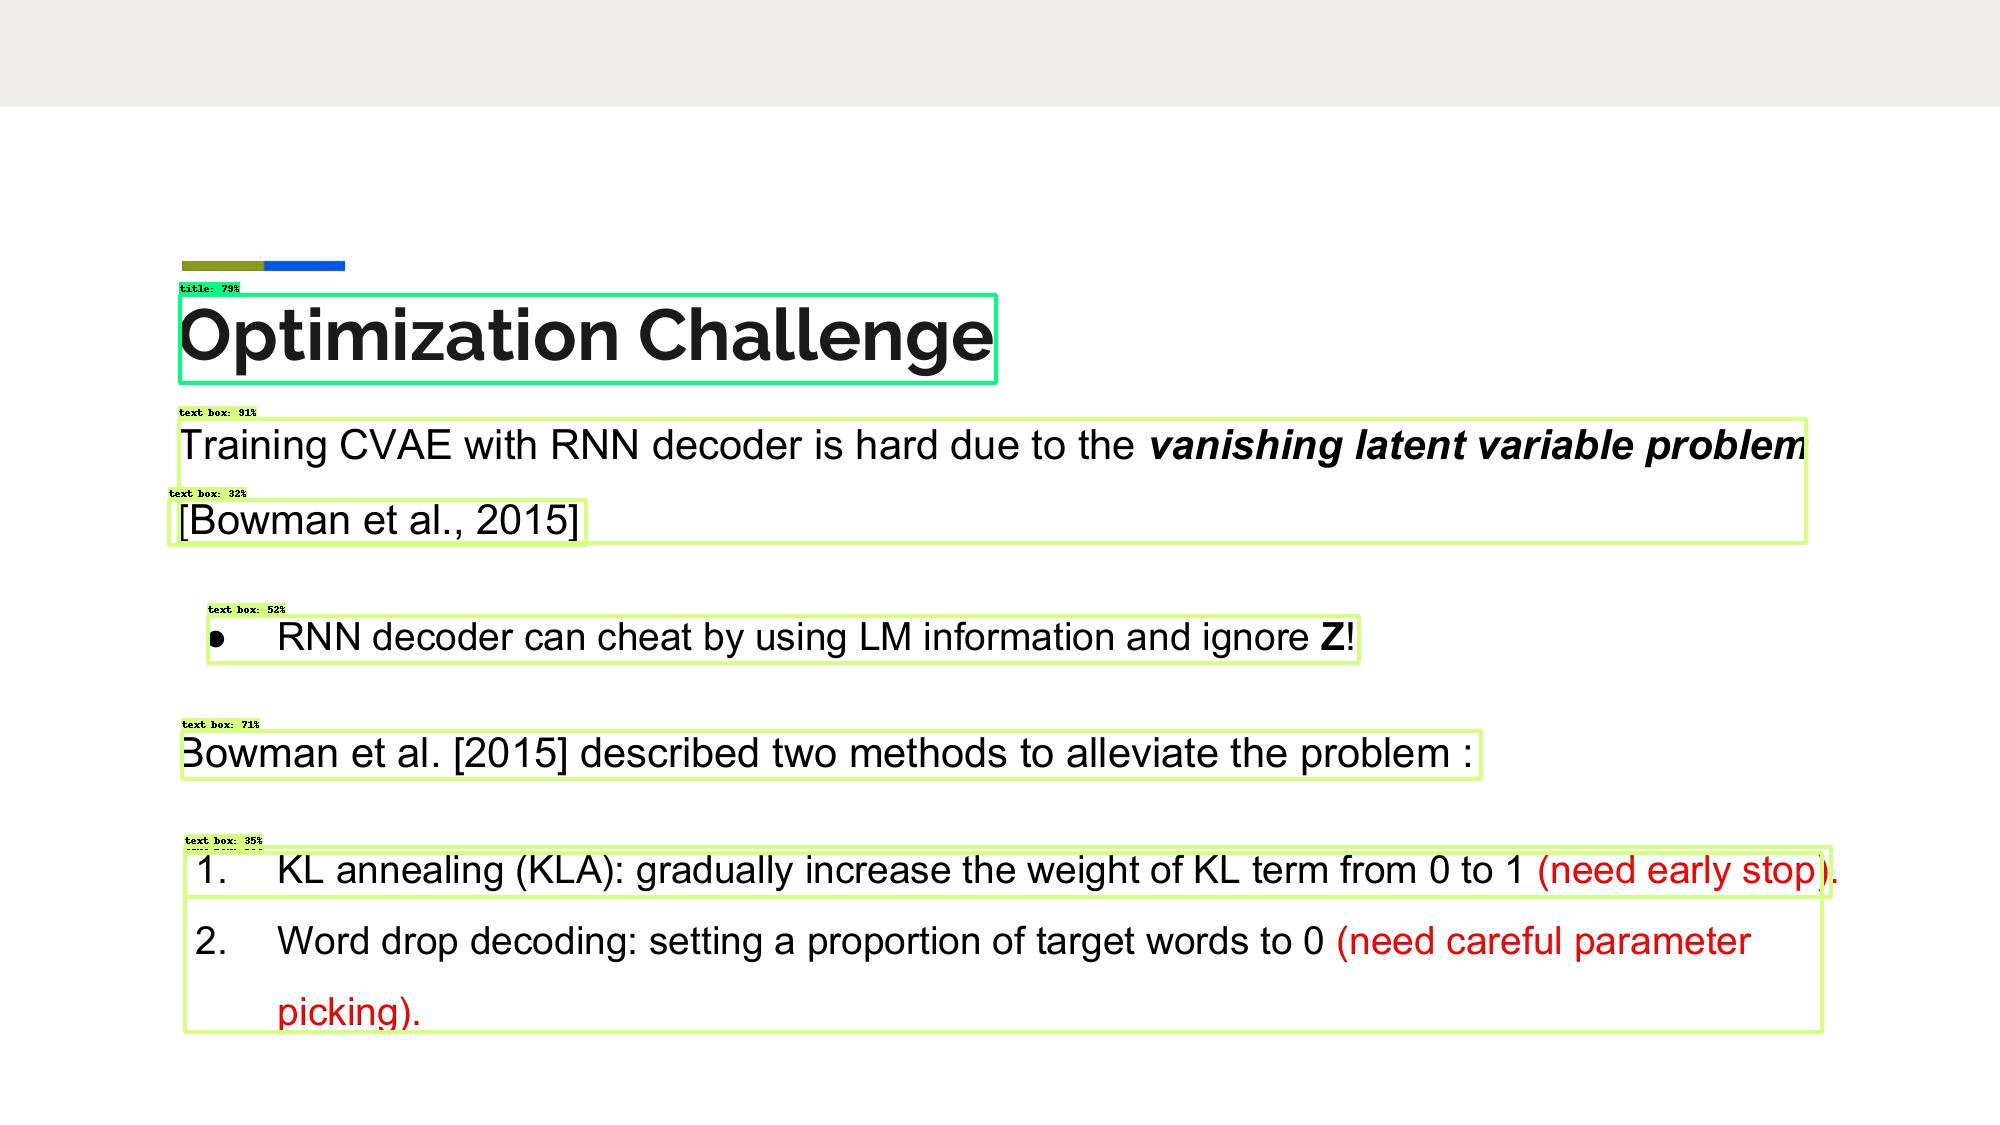 title: 79%
Optimization Challenge
text box: 91%
Training CVAE with RNN decoder is hard due to the vanishing latent variable problem
text box: 32%
[Bowman et al., 2015]
text box: 52%
● RNN decoder can cheat by using LM information and ignore Z!
text box: 71%
Bowman et al. [2015] described two methods to alleviate the problem :
text box: 35%
1. KL annealing (KLA): gradually increase the weight of KL term from 0 to 1 (need early stop).
2. Word drop decoding: setting a proportion of target words to 0 (need careful parameter
picking).